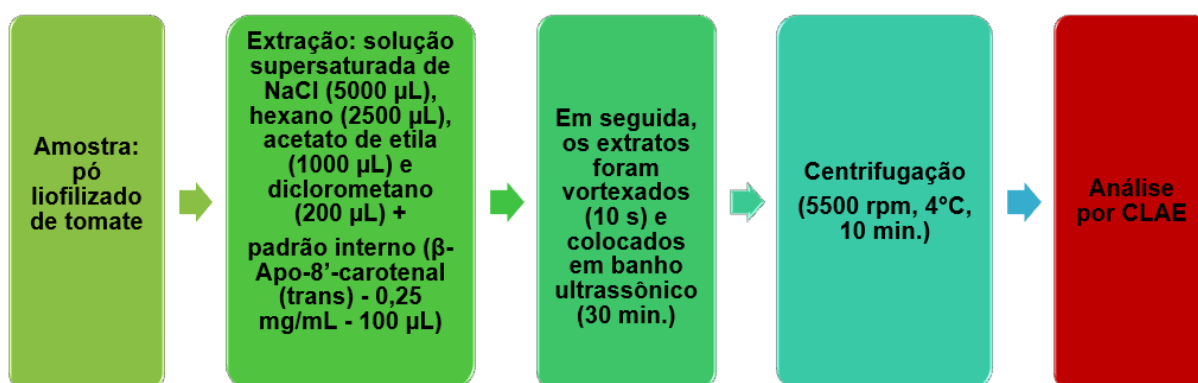 Amostra:
pó
liofilizado
de tomate
Extração: solução
supersaturada de
NaCl (5000 µL),
hexano (2500 µL),
acetato de etila
(1000 µL) e
diclorometano
(200 µL) +
padrão interno (β-
Apo-8’-carotenal
(trans) - 0,25
mg/mL - 100 µL)
Em seguida,
os extratos
foram
vortexados
(10 s) e
colocados
em banho
ultrassônico
(30 min.)
Centrifugação
(5500 rpm, 4ºC,
10 min.)
Análise
por CLAE